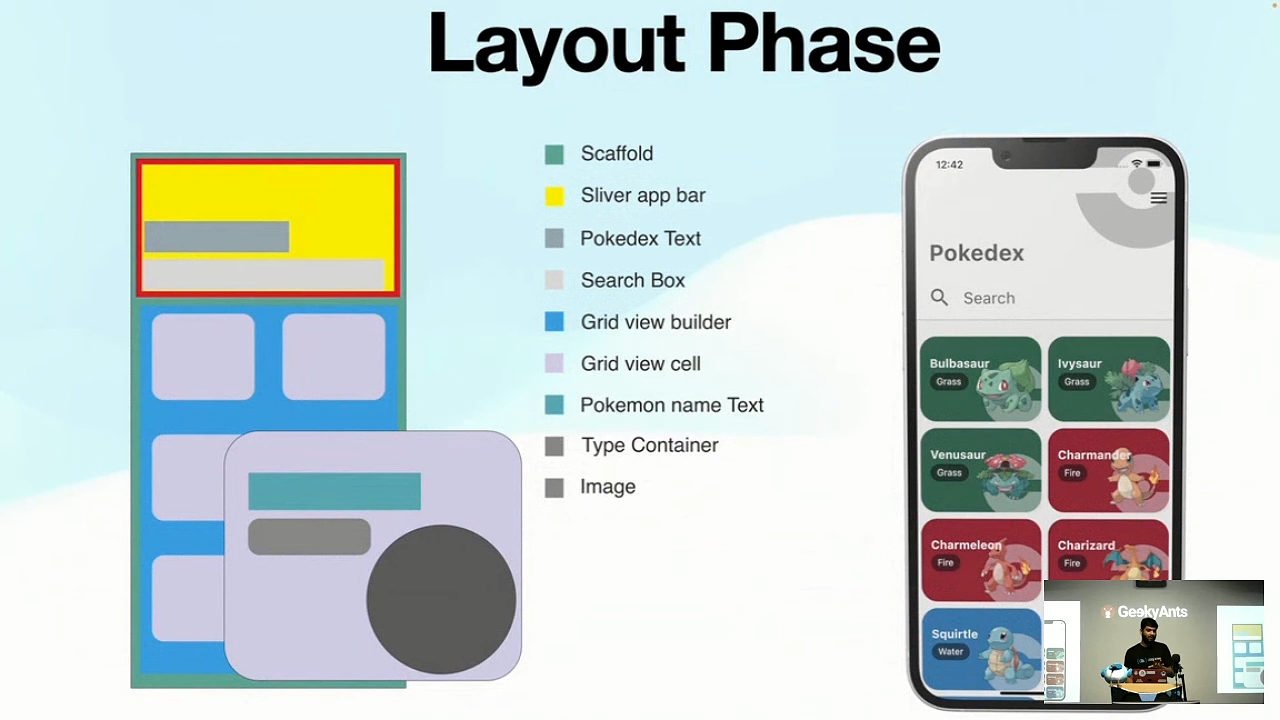 Layout Phase
Scaffold
Sliver app bar
Pokedex Text
Search Box
Grid view builder
Grid view cell
Pokemon name Text
Type Container
Image
12:42
Pokedex
Search
Bulbasaur
Grass
Ivysaur
Grass
Venusaur
Grass
Charmander
Fire
Charmeleon
Fire
Charizard
Fire
Squirtle
Water
GeekyAnts